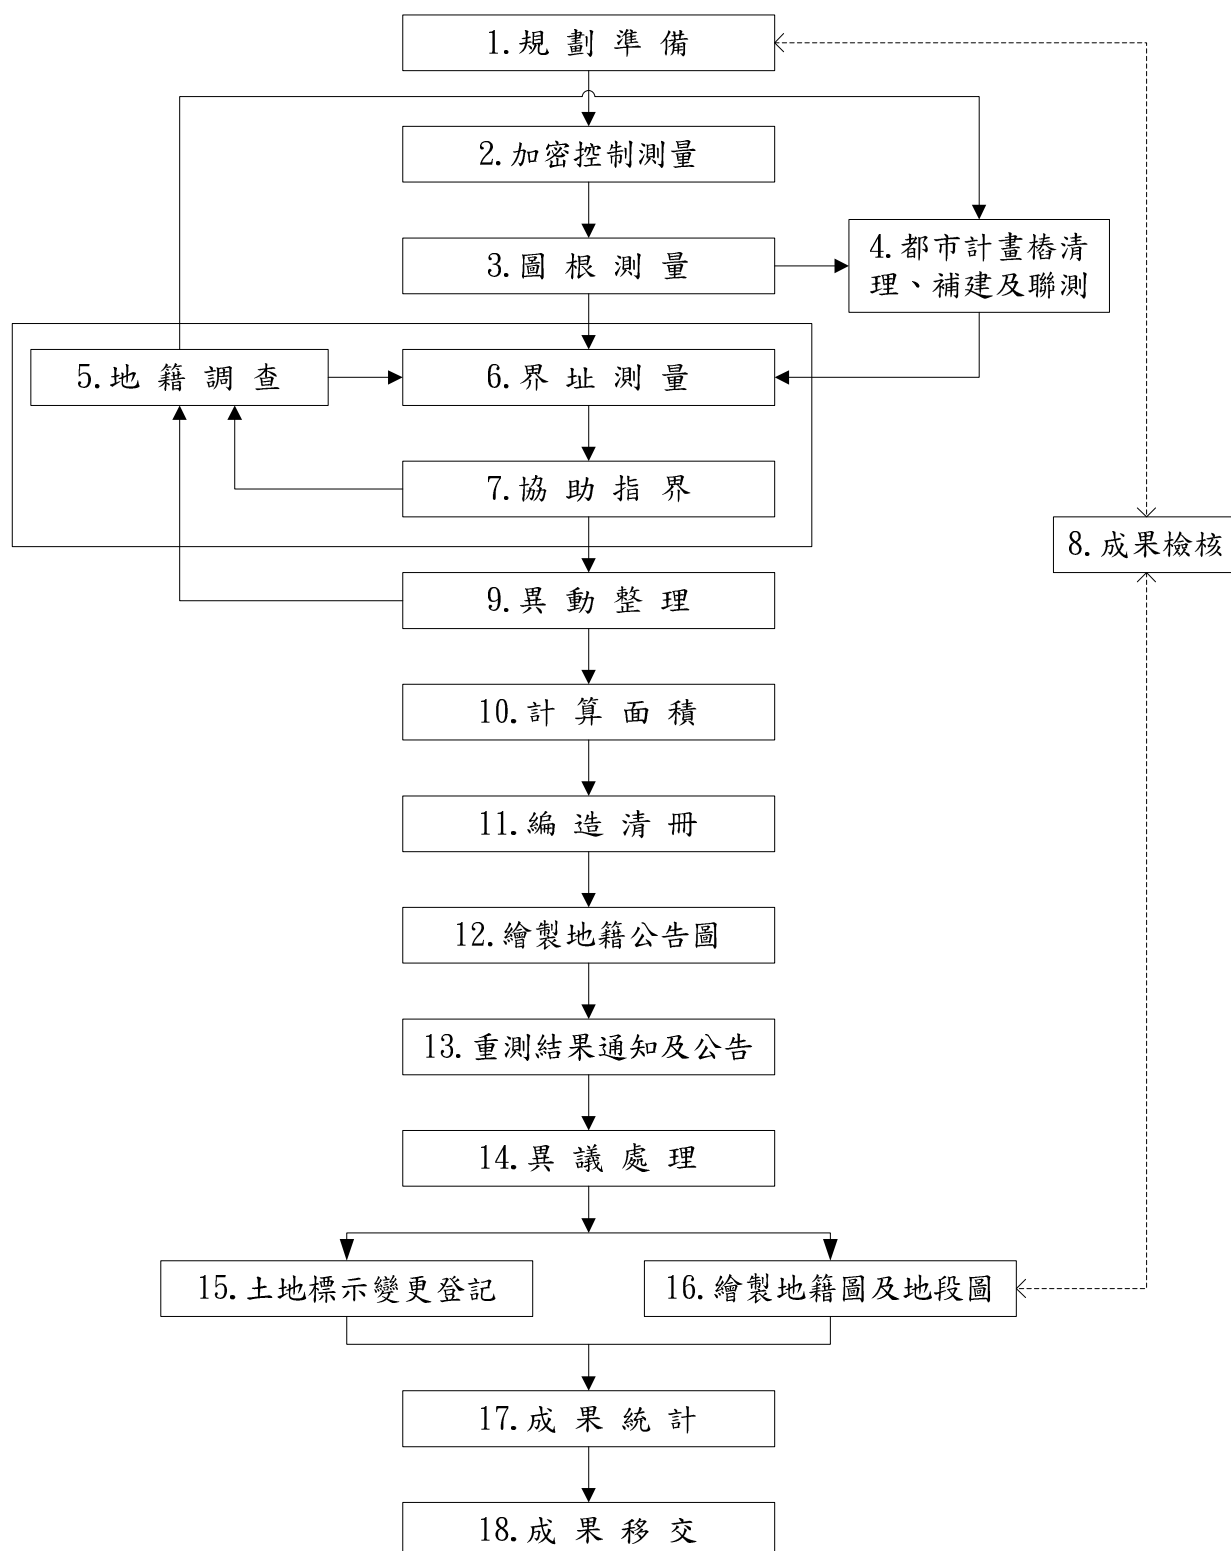 1.規劃準備
2.加密控制測量
3.圖根測量
4.都市計畫樁清
理、補建及聯測
5.地籍調查
6.界址測量
7.協助指界
8.成果檢核
9.異動整理
10.計算面積
11.編造清冊
12.繪製地籍公告圖
13.重測結果通知及公告
14.異議處理
15.土地標示變更登記
16.繪製地籍圖及地段圖
17.成果統計
18.成果移交